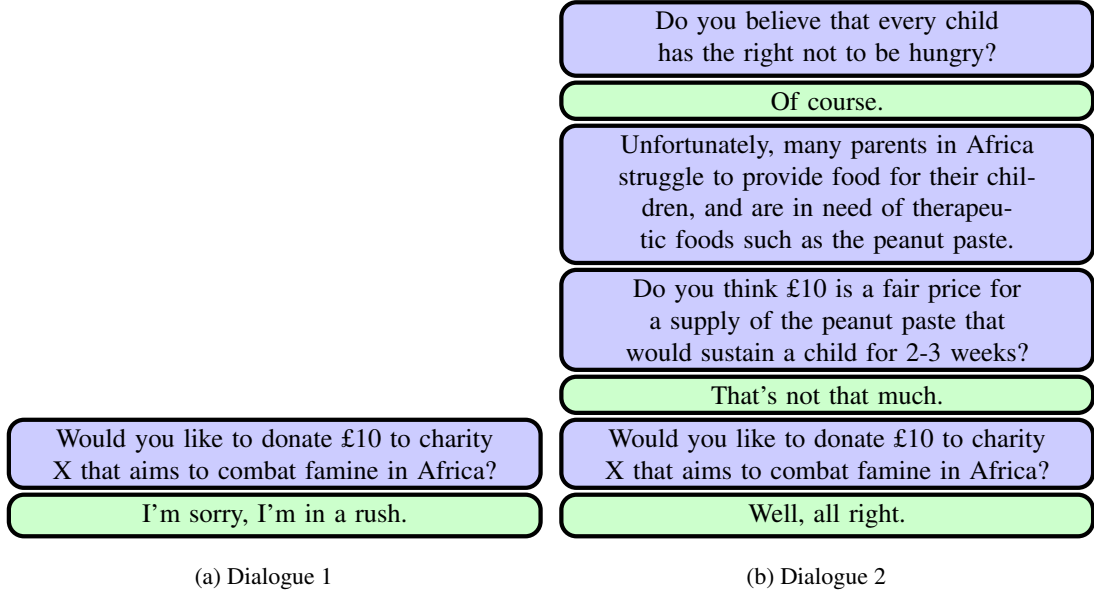 Would you like to donate £10 to charity
X that aims to combat famine in Africa?
I'm sorry, I'm in a rush.
(a) Dialogue 1
Do you believe that every child
has the right not to be hungry?
Of course.
Unfortunately, many parents in Africa
struggle to provide food for their chil-
dren, and are in need of therapeu-
tic foods such as the peanut paste.
Do you think £10 is a fair price for
a supply of the peanut paste that
would sustain a child for 2-3 weeks?
That's not that much.
Would you like to donate £10 to charity
X that aims to combat famine in Africa?
Well, all right.
(b) Dialogue 2